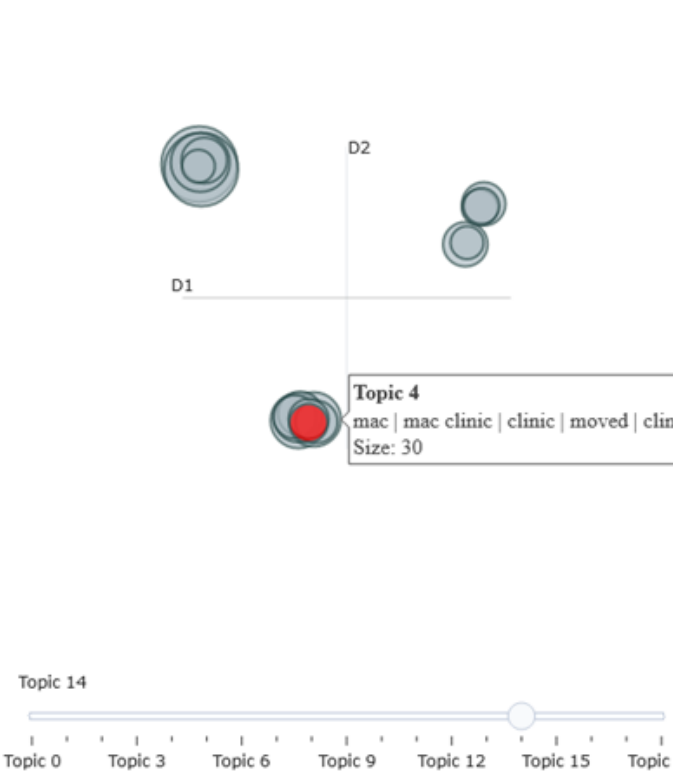 D2
D1
Topic 4
mac | mac clinic | clinic | moved | clin
Size: 30
Topic 14
Topic 0 Topic 3 Topic 6 Topic 9 Topic 12 Topic 15 Topic